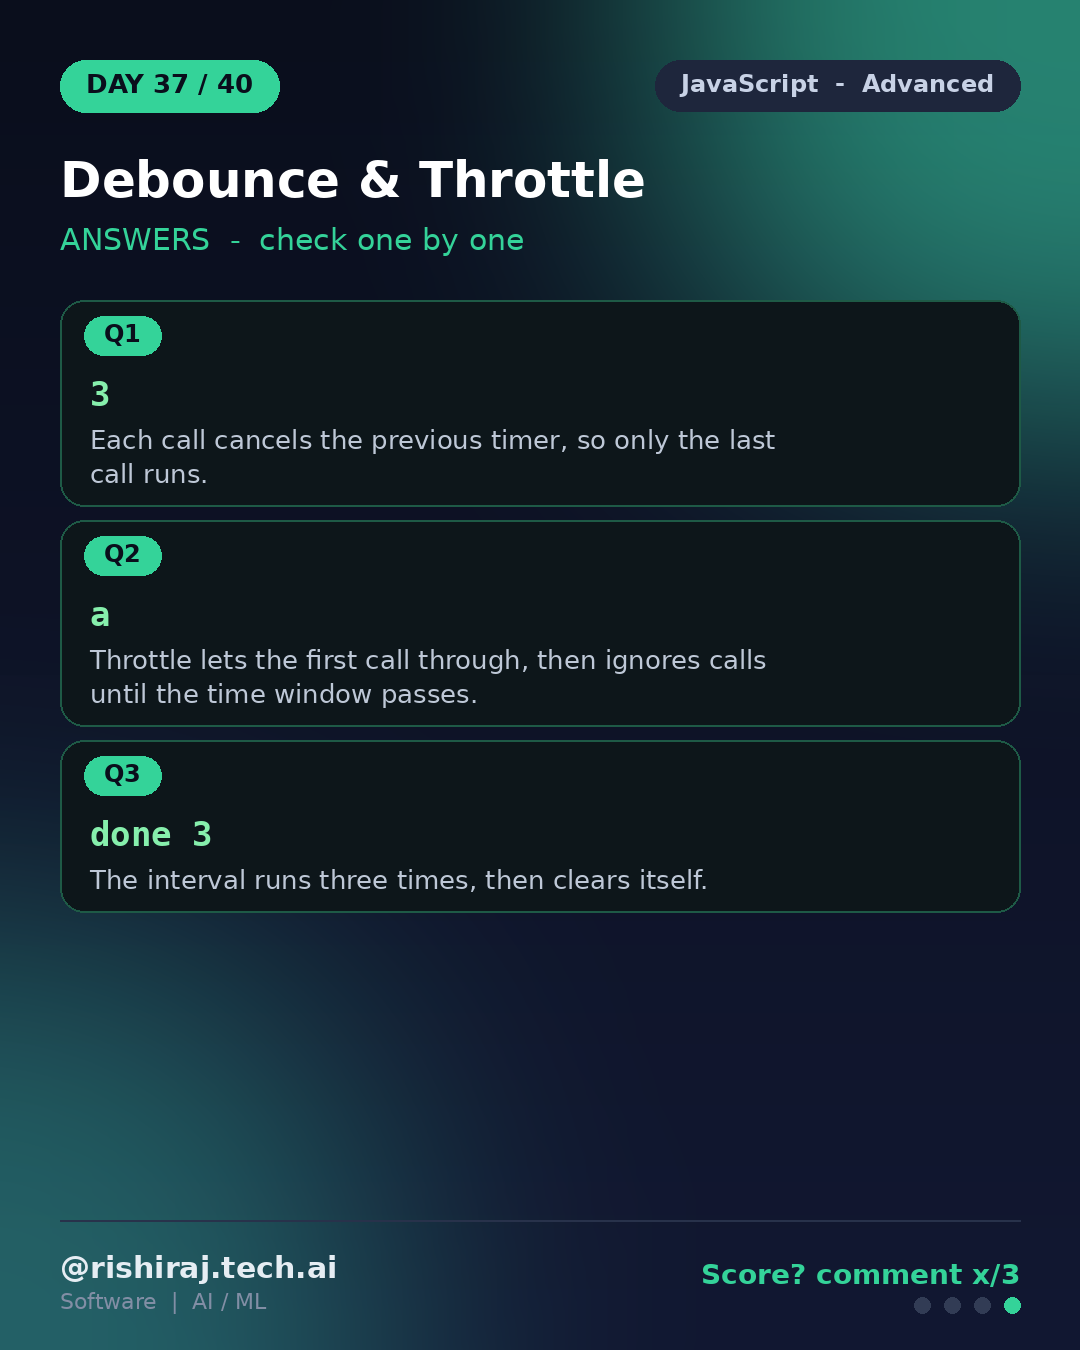 DAY 37 / 40
JavaScript - Advanced
Debounce & Throttle
ANSWERS - check one by one
Q1
3
Each call cancels the previous timer, so only the last
call runs.
Q2
a
Throttle lets the first call through, then ignores calls
until the time window passes.
Q3
done 3
The interval runs three times, then clears itself.
@rishiraj.tech.ai
Software | AI / ML
Score? comment x/3